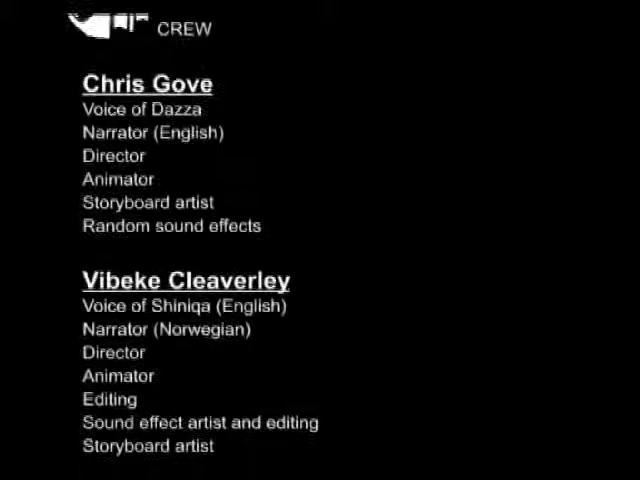 CREW
Chris Gove
Voice of Dazza
Narrator (English)
Director
Animator
Storyboard artist
Random sound effects
Vibeke Cleaverley
Voice of Shiniqa (English)
Narrator (Norwegian)
Director
Animator
Editing
Sound effect artist and editing
Storyboard artist